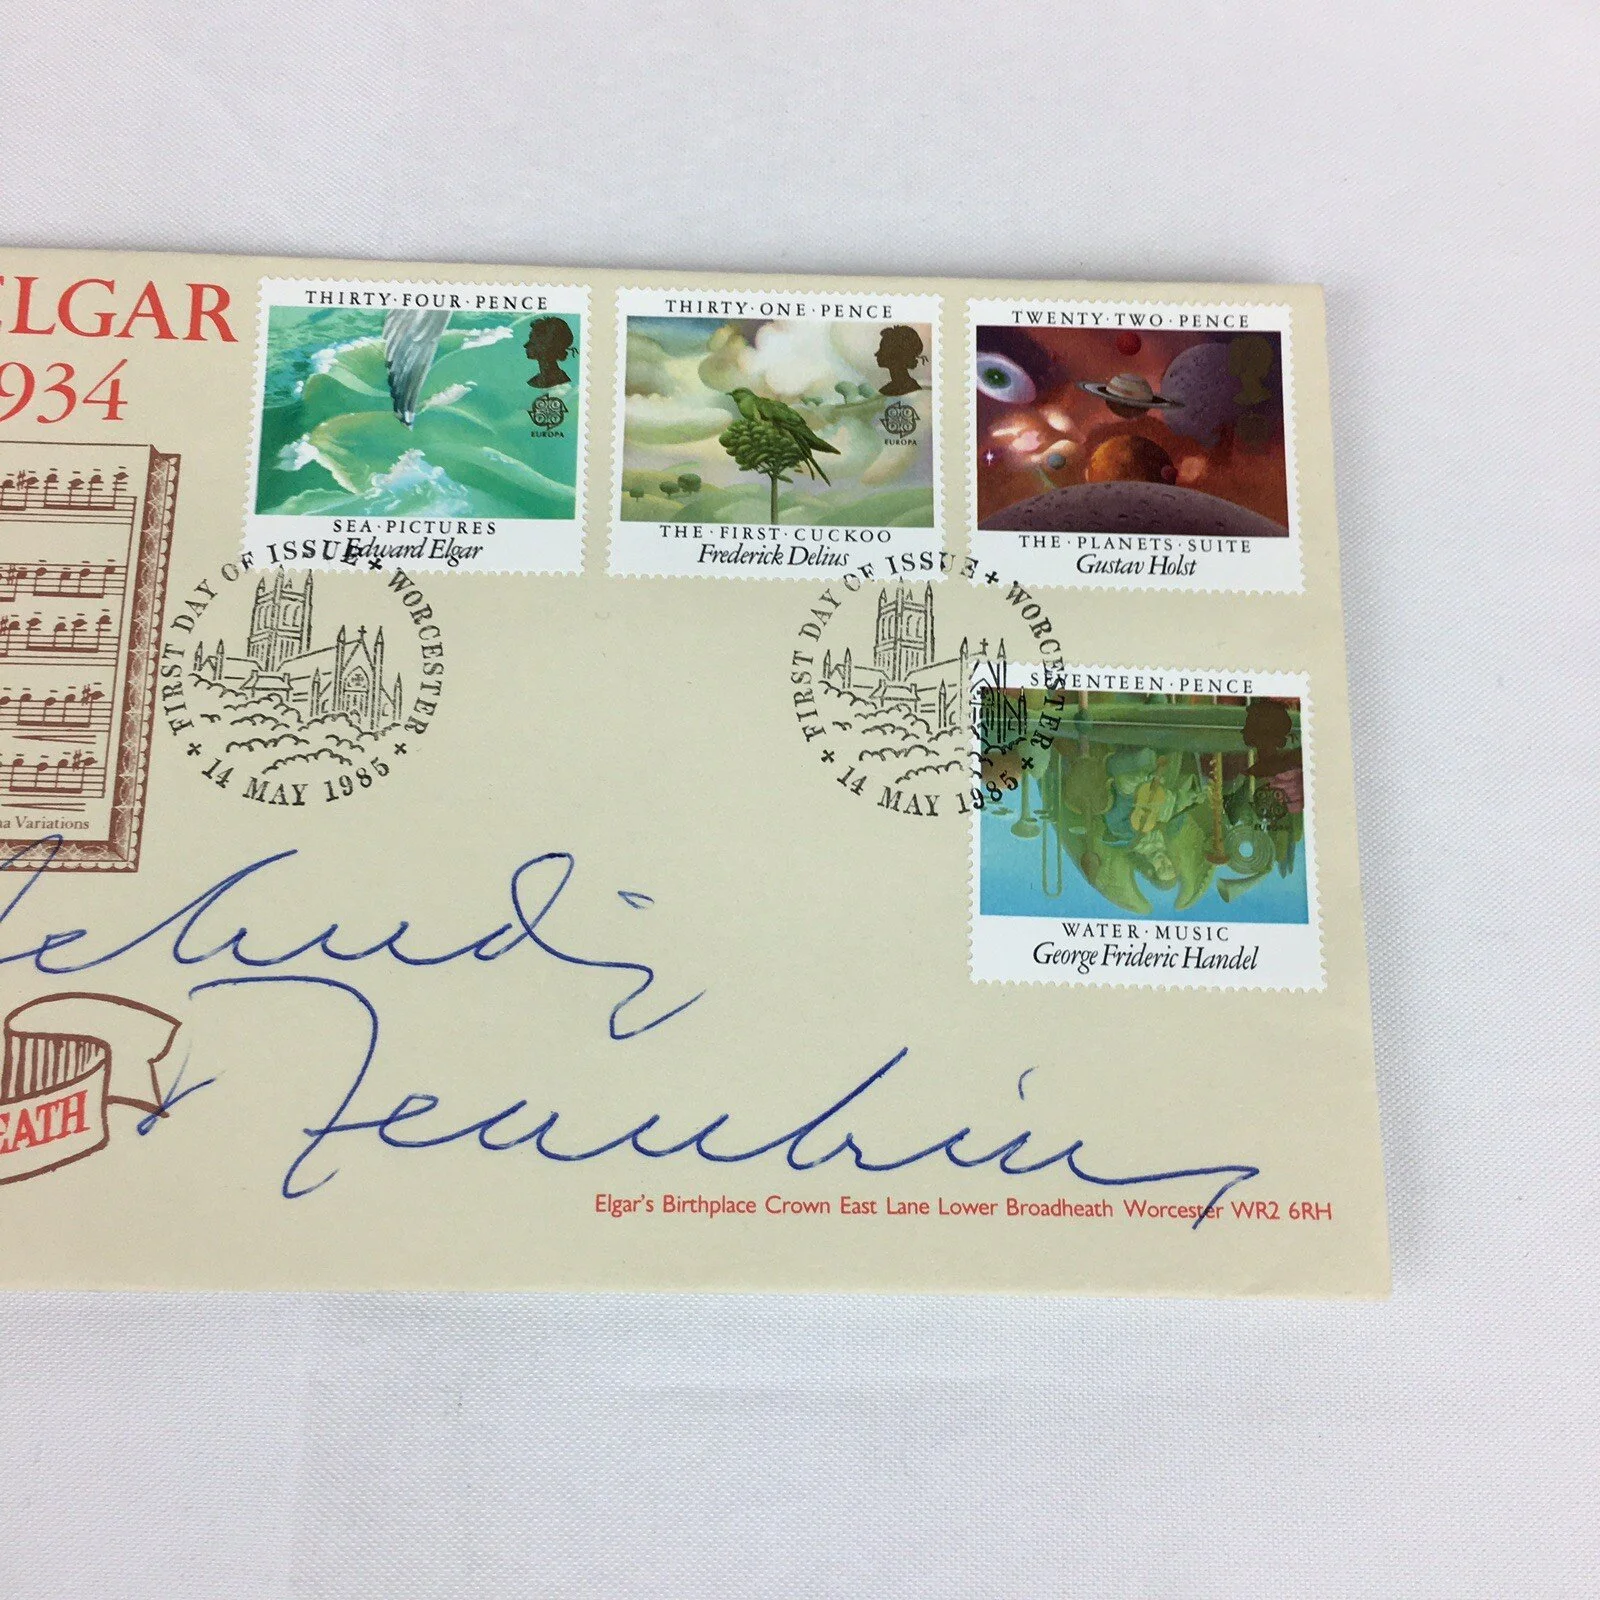 ELGAR
934
THIRTY·FOUR·PENCE
EUROPA
SEA·PICTURES
Edward Elgar
THIRTY·ONE·PENCE
EUROPA
THE·FIRST·CUCKOO
Frederick Delius
TWENTY·TWO·PENCE
THE·PLANETS·SUITE
Gustav Holst
FIRST DAY OF ISSUE + WORCESTER
+ 14 MAY 1985 +
FIRST DAY OF ISSUE + WORCESTER
+ 14 MAY 1985 +
SEVENTEEN·PENCE
EUROPA
WATER·MUSIC
George Frideric Handel
Variations
EATH
Elgar's Birthplace Crown East Lane Lower Broadheath Worcester WR2 6RH